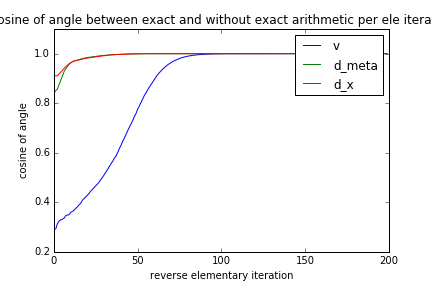 osine of angle between exact and without exact arithmetic per ele itera
1.0
0.8
0.6
0.4
0.2
cosine of angle
v
d_meta
d_x
0 50 100 150 200
reverse elementary iteration